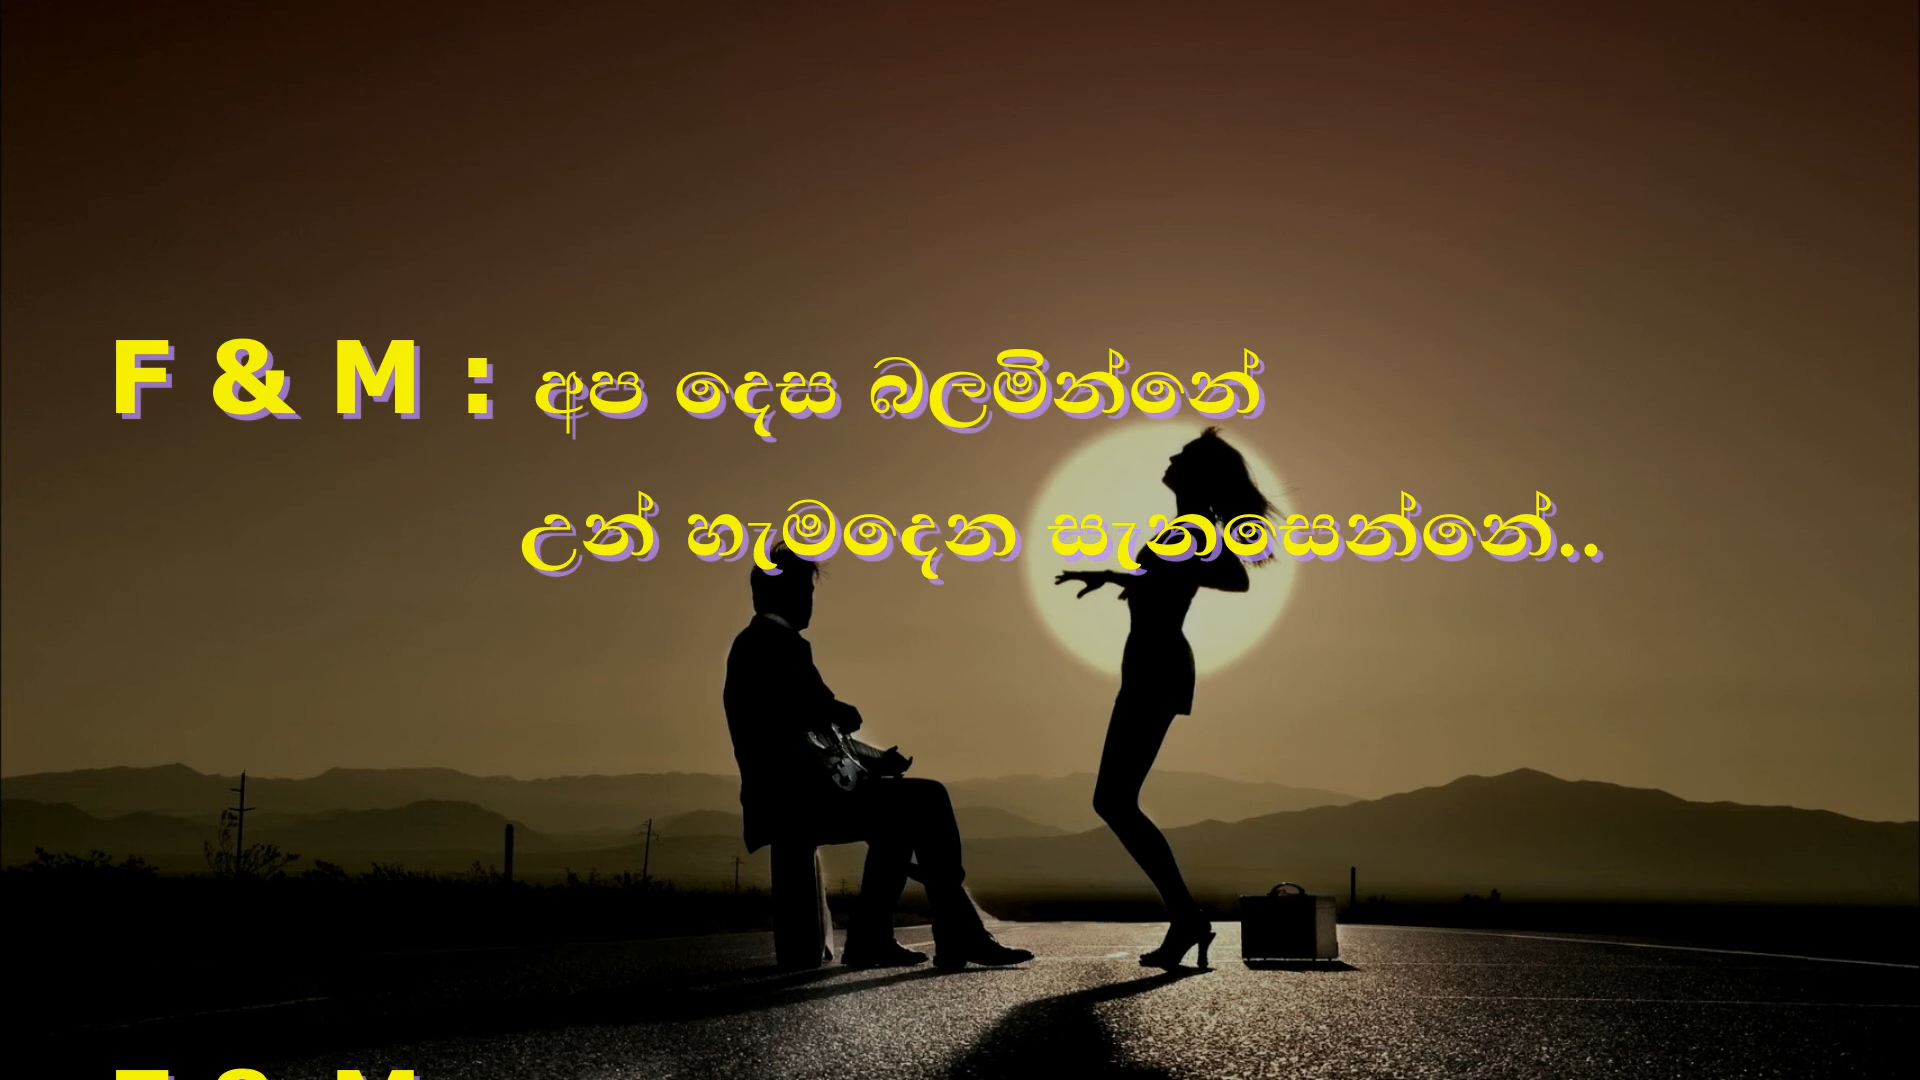 F & M : අප දෙස බලමින්නේ
උන් හැමදෙන සැනසෙන්නේ..
F & M